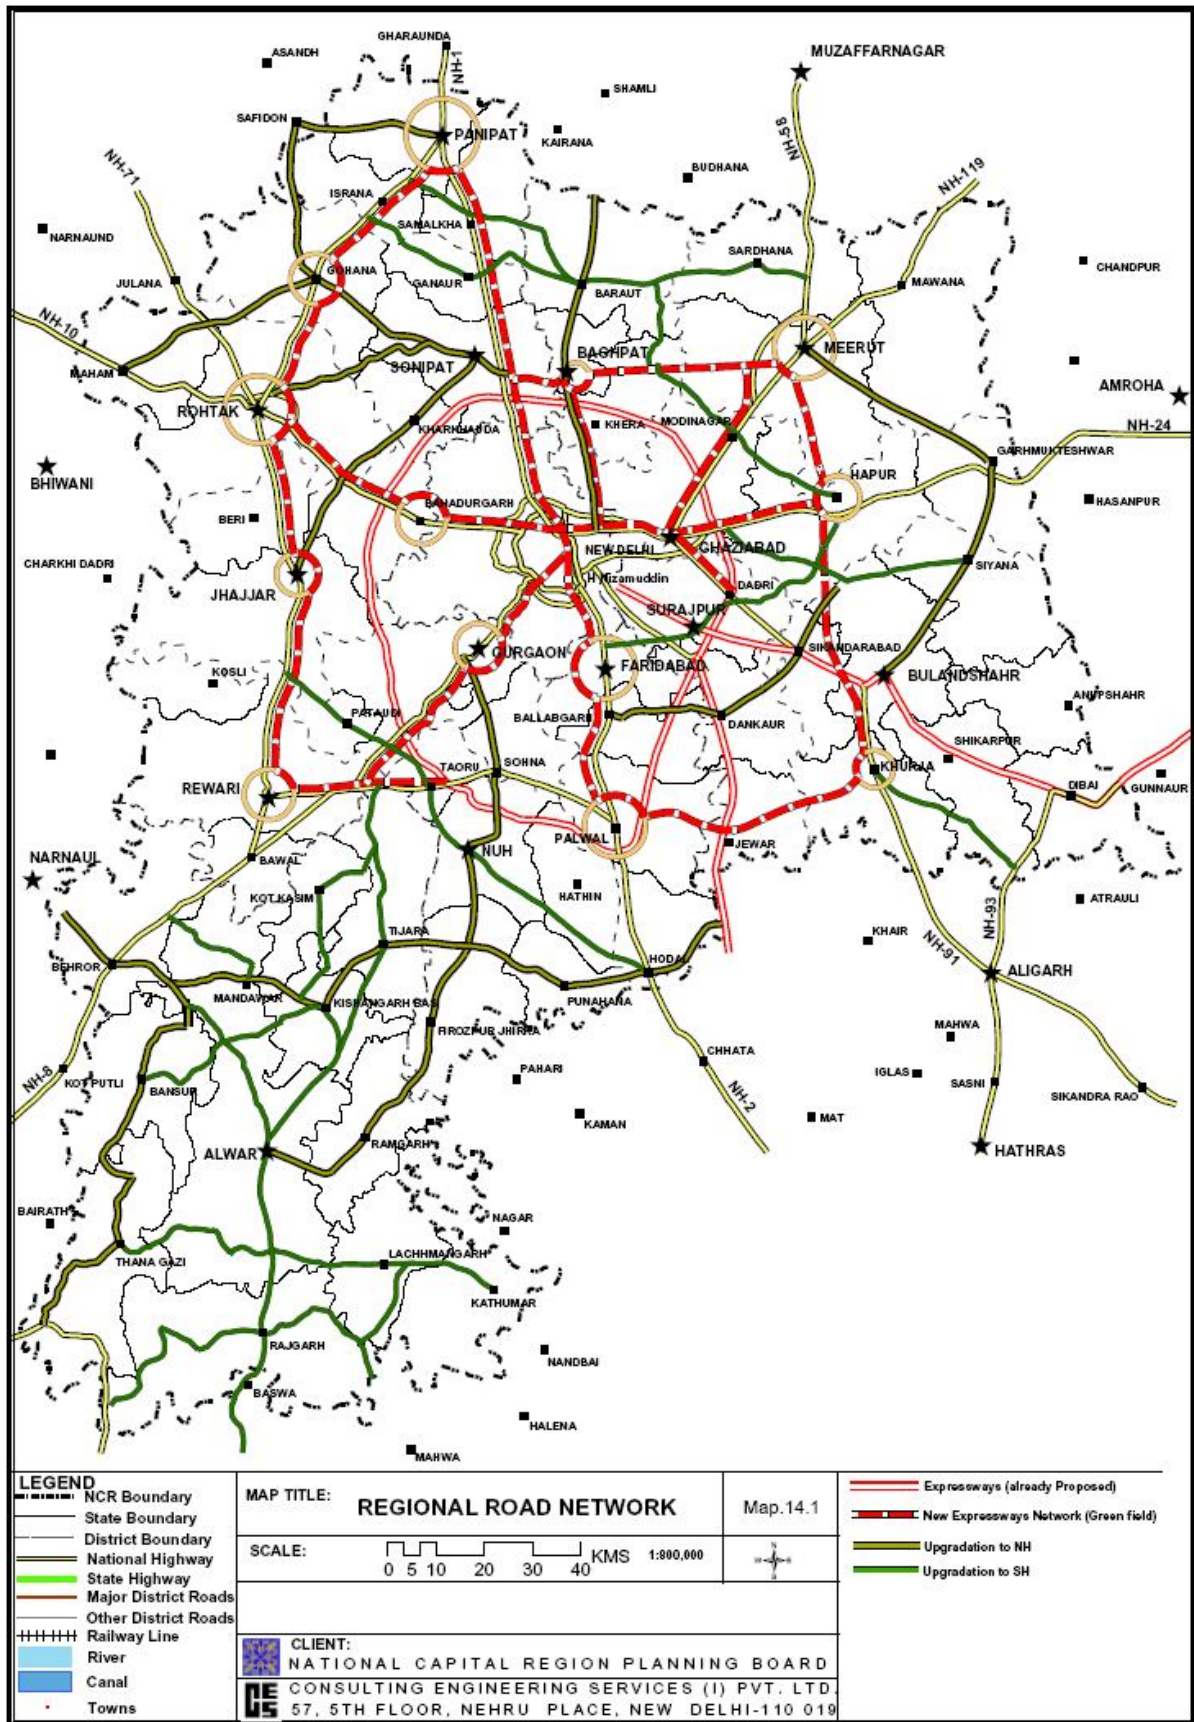 GHARAUNDA
ASANDH
NH-1
MUZAFFARNAGAR
SHAMLI
SAFIDON
PANIPAT
KAIRANA
NH-58
NH-71
BUDHANA
NH-119
ISRANA
SAMALKHA
NARNAUND
SARDHANA
CHANDPUR
GOHANA
JULANA
GANAUR
BARAUT
MAWANA
NH-10
MEERUT
BAGHPAT
SONIPAT
MAHAM
AMROHA
ROHTAK
KHARKHAUDA
KHERA
MODINAGAR
NH-24
GARHMUKTESHWAR
HAPUR
BHIWANI
BAHADURGARH
HASANPUR
BERI
NEW DELHI
GHAZIABAD
CHARKHI DADRI
SIYANA
H Nizamuddin
DADRI
JHAJJAR
SURAJPUR
SIKANDARABAD
GURGAON
FARIDABAD
BULANDSHAHR
KOSLI
ANUPSHAHR
PATAUDI
BALLABGARH
DANKAUR
SHIKARPUR
TAORU
SOHNA
KHURJA
REWARI
DIBAI
GUNNAUR
PALWAL
JEWAR
NUH
NARNAUL
BAWAL
HATHIN
KOT KASIM
ATRAULI
NH-93
TIJARA
KHAIR
NH-91
HODAL
ALIGARH
BEHROR
MANDAWAR
KISHANGARH BAS
PUNAHANA
FIROZPUR JHIRKA
MAHWA
CHHATA
NH-8
KOT PUTLI
BANSUR
PAHARI
IGLAS
SASNI
SIKANDRA RAO
NH-2
KAMAN
MAT
ALWAR
RAMGARH
HATHRAS
BAIRATH
NAGAR
THANA GAZI
LACHHMANGARH
KATHUMAR
RAJGARH
NANDBAI
BASWA
HALENA
MAHWA
LEGEND
NCR Boundary
State Boundary
District Boundary
National Highway
State Highway
Major District Roads
Other District Roads
Railway Line
River
Canal
Towns
MAP TITLE:
REGIONAL ROAD NETWORK
Map.14.1
SCALE:
0 5 10 20 30 40 KMS 1:800,000
N
CLIENT:
NATIONAL CAPITAL REGION PLANNING BOARD
CES
CONSULTING ENGINEERING SERVICES (I) PVT. LTD.
57, 5TH FLOOR, NEHRU PLACE, NEW DELHI-110 019
Expressways (already Proposed)
New Expressways Network (Green field)
Upgradation to NH
Upgradation to SH